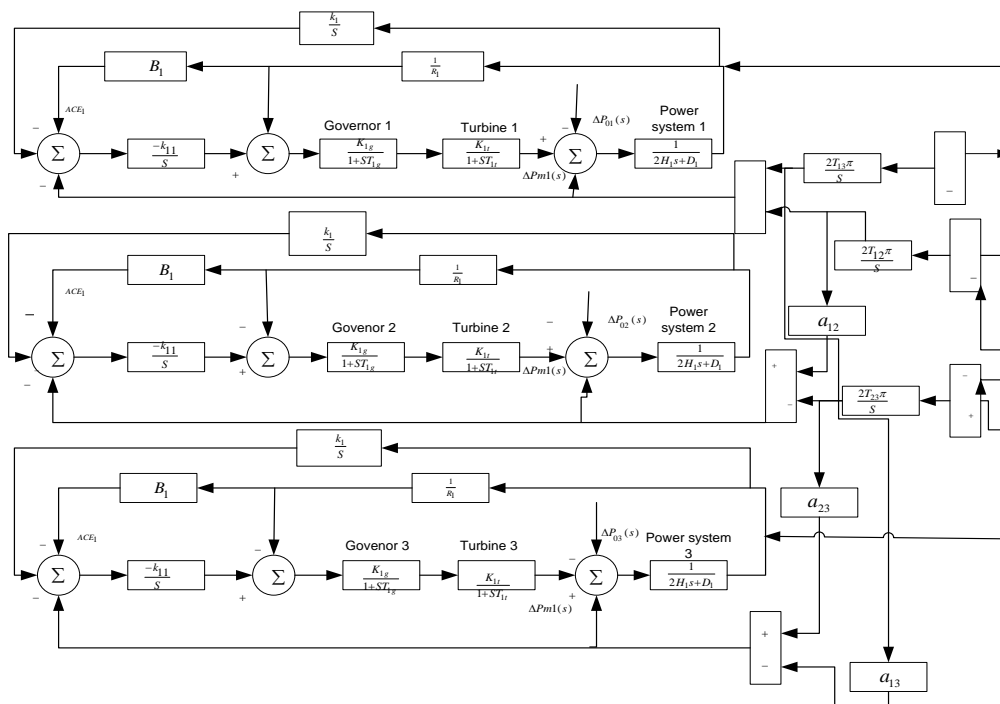 k₁
S
B₁
1
R₁
ACE₁
−
ΔP₀₁(s)
−
Power
system 1
Governor 1
Turbine 1
−k₁₁
S
Σ
Σ
K₁g
1+ST₁g
K₁t
1+ST₁t
+
Σ
1
2H₁s+D₁
+
−
ΔPm1(s)
2T₁₃π
S
−
k₁
S
B₁
1
R₁
2T₁₂π
S
−
ACE₁
−
−
−
ΔP₀₂(s)
Power
system 2
Govenor 2
Turbine 2
a₁₂
Σ
−k₁₁
S
Σ
K₁g
1+ST₁g
K₁t
1+ST₁t
+
Σ
1
2H₁s+D₁
−
+
ΔPm1(s)
+
−
2T₂₃π
S
−
+
k₁
S
B₁
1
R₁
a₂₃
ACE₁
−
−
−
ΔP₀₃(s)
Power system
3
Govenor 3
Turbine 3
Σ
−k₁₁
S
Σ
K₁g
1+ST₁g
K₁t
1+ST₁t
Σ
1
2H₁s+D₁
−
+
+
ΔPm1(s)
+
−
a₁₃